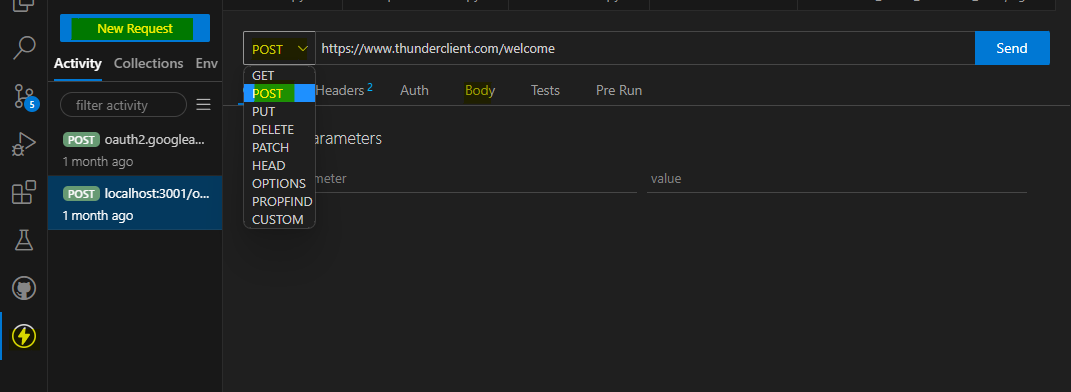 New Request
Activity Collections Env
filter activity
5
POST oauth2.googlea...
1 month ago
POST localhost:3001/o...
1 month ago
POST https://www.thunderclient.com/welcome Send
Headers 2 Auth Body Tests Pre Run
GET
POST
PUT
DELETE
PATCH
HEAD
OPTIONS
PROPFIND
CUSTOM
arameters
meter value